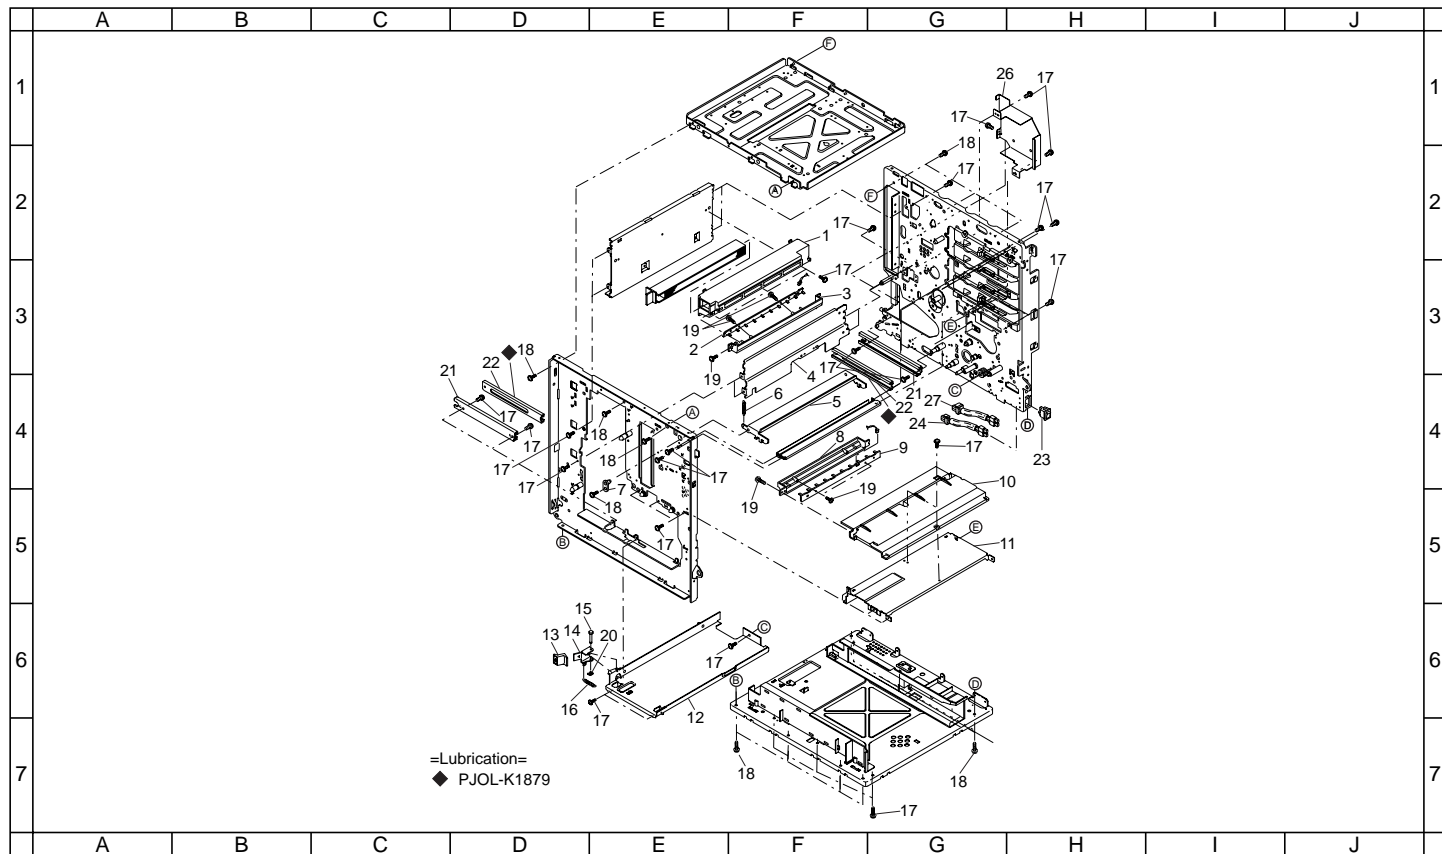 A B C D E F G H I J
F
1 26 17 1
17
18
A F 17
2 17 2
17
1
17 17
3
3 19 E 3
2
18 19 4 17
21 22 C
6 5 21 27
22
A 24 D
4 17 18 8 4
17 18 9 17 23
17 17
17 7 19 10
18 19
E
5 B 17 11 5
15
13 14 20 C
6 17 B D 6
16 17 12
=Lubrication=
◆ PJOL-K1879
7 18 18 7
17
A B C D E F G H I J